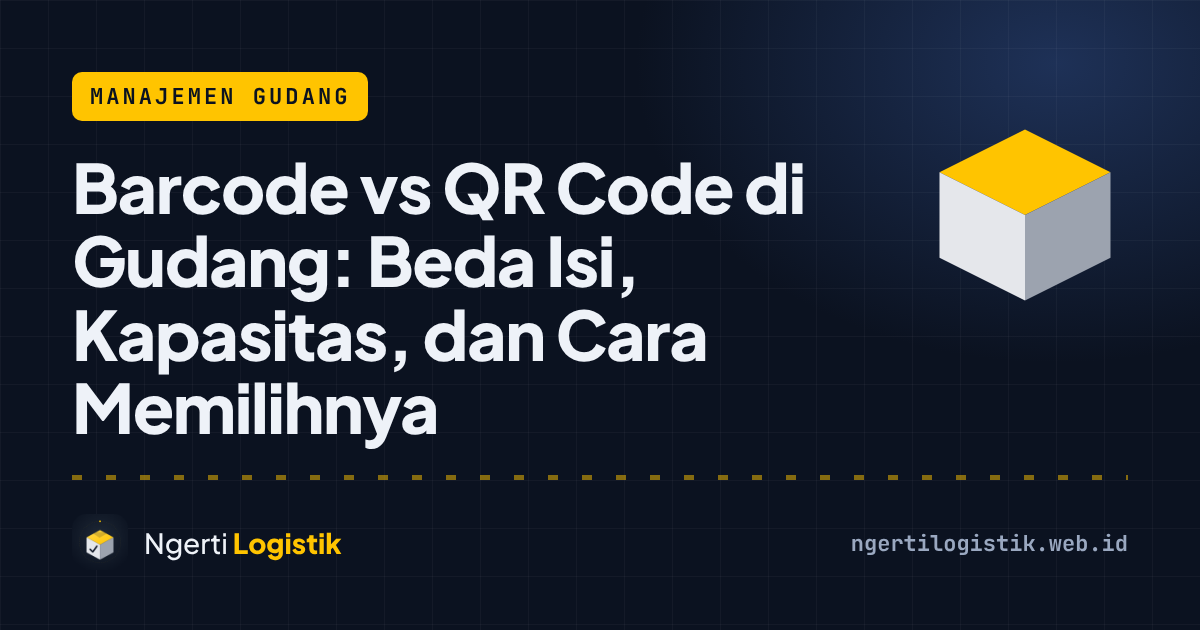 MANAJEMEN GUDANG
Barcode vs QR Code di
Gudang: Beda Isi,
Kapasitas, dan Cara
Memilihnya
Ngerti Logistik
ngertilogistik.web.id